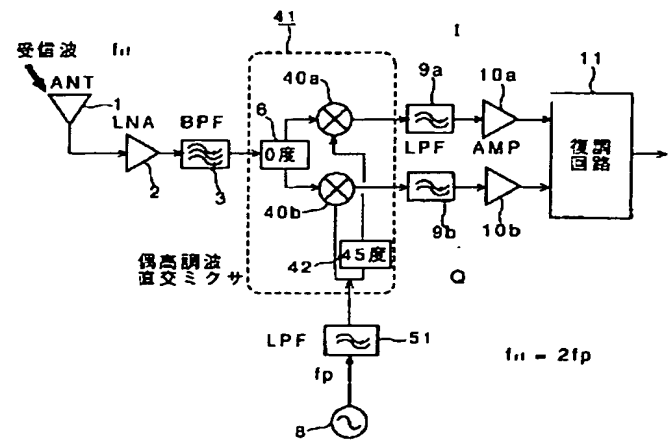 受信波 frf
41
I
ANT
1
LNA
2
BPF
3
6
0度
40a
40b
9a
LPF
9b
10a
AMP
10b
11
復調
回路
42
45度
偶高調波
直交ミクサ
Q
LPF
51
fp
frf = 2fp
8